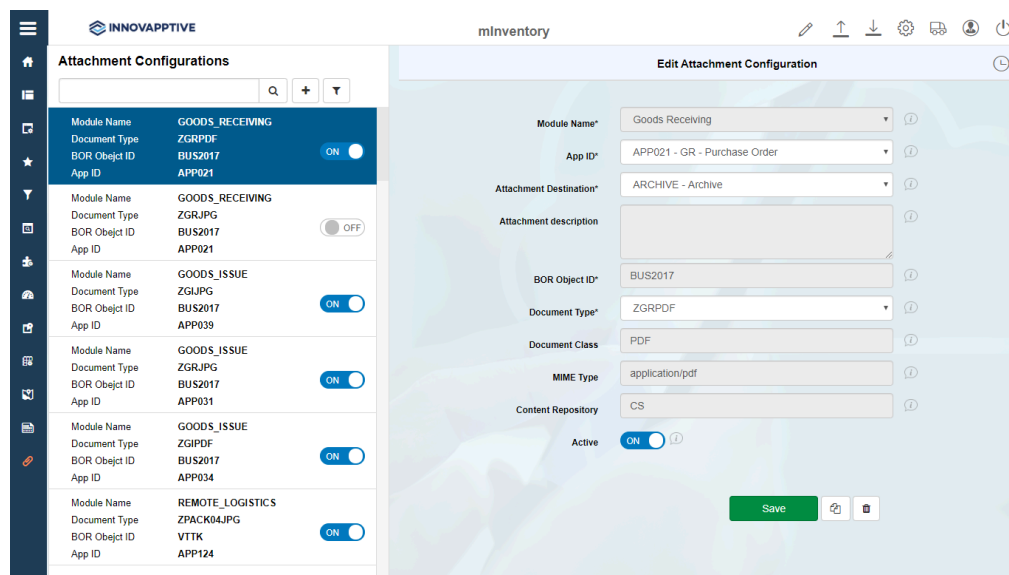 INNOVAPPTIVE
mInventory
Attachment Configurations
Module Name GOODS_RECEIVING
Document Type ZGRPDF
BOR Obejct ID BUS2017
App ID APP021
ON
Module Name GOODS_RECEIVING
Document Type ZGRJPG
BOR Obejct ID BUS2017
App ID APP021
OFF
Module Name GOODS_ISSUE
Document Type ZGIJPG
BOR Obejct ID BUS2017
App ID APP039
ON
Module Name GOODS_ISSUE
Document Type ZGRJPG
BOR Obejct ID BUS2017
App ID APP031
ON
Module Name GOODS_ISSUE
Document Type ZGIPDF
BOR Obejct ID BUS2017
App ID APP034
ON
Module Name REMOTE_LOGISTICS
Document Type ZPACK04JPG
BOR Obejct ID VTTK
App ID APP124
ON
Edit Attachment Configuration
Module Name* Goods Receiving
App ID* APP021 - GR - Purchase Order
Attachment Destination* ARCHIVE - Archive
Attachment description
BOR Object ID* BUS2017
Document Type* ZGRPDF
Document Class PDF
MIME Type application/pdf
Content Repository CS
Active ON
Save